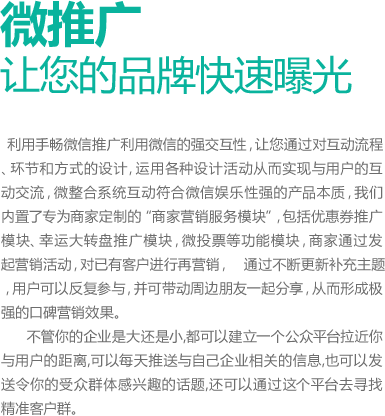 微推广
让您的品牌快速曝光
利用手畅微信推广利用微信的强交互性,让您通过对互动流程
、环节和方式的设计,运用各种设计活动从而实现与用户的互
动交流,微整合系统互动符合微信娱乐性强的产品本质,我们
内置了专为商家定制的“商家营销服务模块”,包括优惠券推广
模块、幸运大转盘推广模块,微投票等功能模块,商家通过发
起营销活动,对已有客户进行再营销, 通过不断更新补充主题
,用户可以反复参与,并可带动周边朋友一起分享,从而形成极
强的口碑营销效果。
不管你的企业是大还是小,都可以建立一个公众平台拉近你
与用户的距离,可以每天推送与自己企业相关的信息,也可以发
送令你的受众群体感兴趣的话题,还可以通过这个平台去寻找
精准客户群。